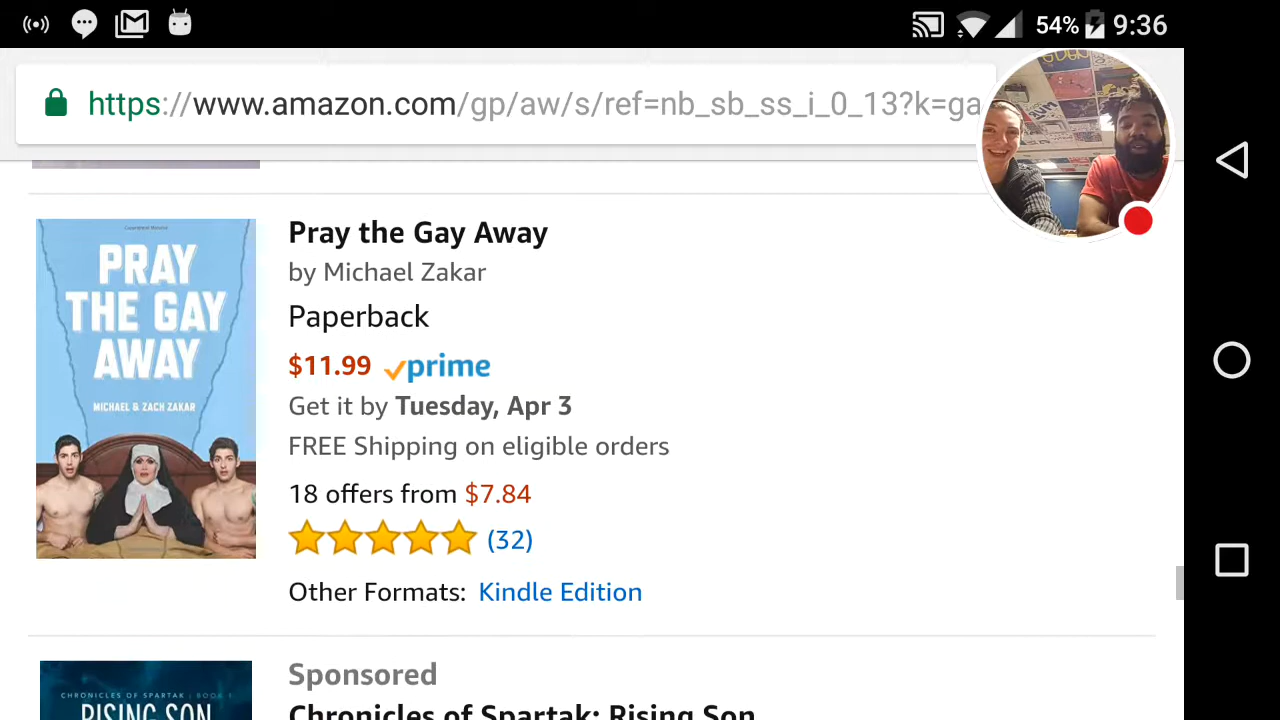 54% 9:36
https://www.amazon.com/gp/aw/s/ref=nb_sb_ss_i_0_13?k=ga
PRAY
THE GAY
AWAY
MICHAEL & ZACH ZAKAR
Pray the Gay Away
by Michael Zakar
Paperback
$11.99 prime
Get it by Tuesday, Apr 3
FREE Shipping on eligible orders
18 offers from $7.84
(32)
Other Formats: Kindle Edition
CHRONICLES OF SPARTAK : BOOK
RISING SON
Sponsored
Chronicles of Spartak: Rising Son